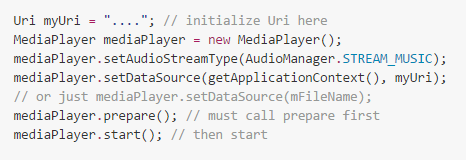 Uri myUri = "...."; // initialize Uri here
MediaPlayer mediaPlayer = new MediaPlayer();
mediaPlayer.setAudioStreamType(AudioManager.STREAM_MUSIC);
mediaPlayer.setDataSource(getApplicationContext(), myUri);
// or just mediaPlayer.setDataSource(mFileName);
mediaPlayer.prepare(); // must call prepare first
mediaPlayer.start(); // then start